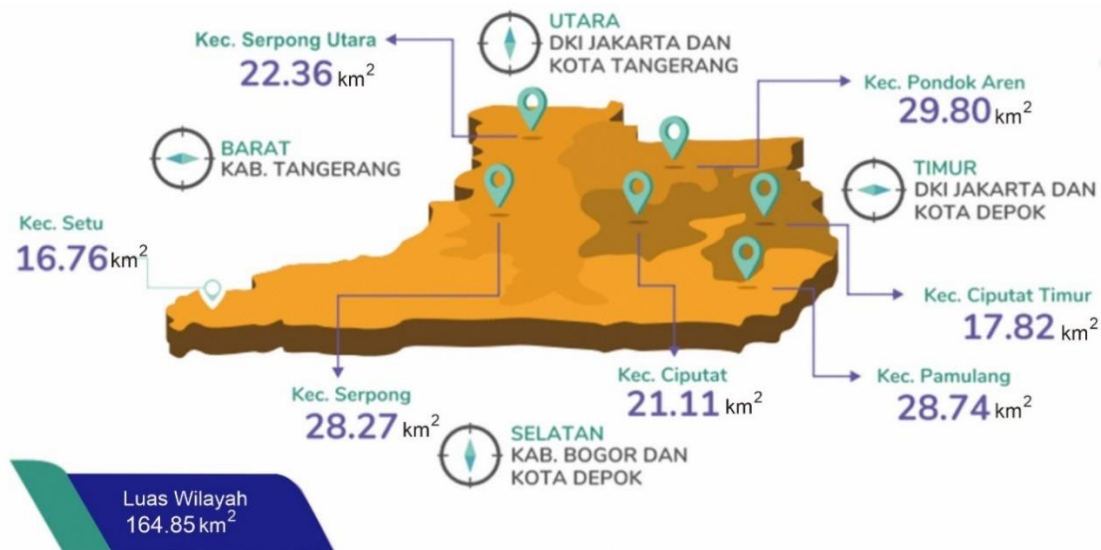 UTARA
DKI JAKARTA DAN
KOTA TANGERANG
Kec. Serpong Utara
22.36 km²
Kec. Pondok Aren
29.80 km²
BARAT
KAB. TANGERANG
TIMUR
DKI JAKARTA DAN
KOTA DEPOK
Kec. Setu
16.76 km²
Kec. Ciputat Timur
17.82 km²
Kec. Serpong
28.27 km²
Kec. Ciputat
21.11 km²
Kec. Pamulang
28.74 km²
SELATAN
KAB. BOGOR DAN
KOTA DEPOK
Luas Wilayah
164.85 km²